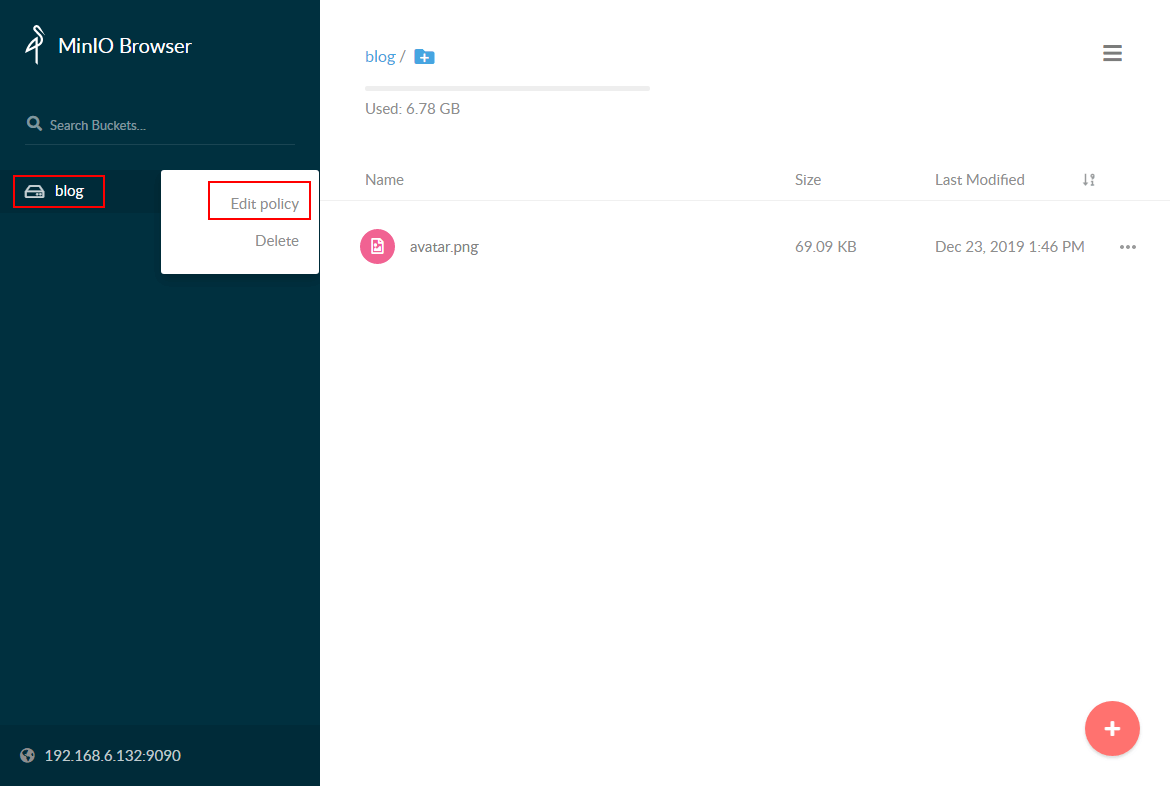 MinIO Browser
Search Buckets...
blog
Edit policy
Delete
192.168.6.132:9090
blog /
Used: 6.78 GB
Name Size Last Modified
avatar.png 69.09 KB Dec 23, 2019 1:46 PM